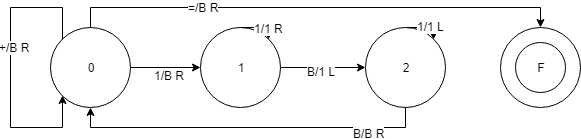 =/B R
+/B R
0
1/B R
1/1 R
1
B/1 L
1/1 L
2
B/B R
F